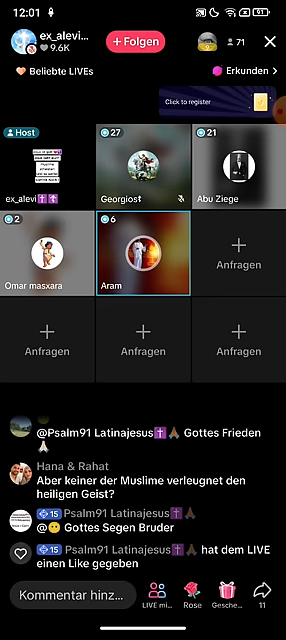 12:01
91
ex_alevi...
9.6K
+ Folgen
71
Beliebte LIVEs
Erkunden >
Click to register
Host
27
21
ex_alevi✝️✝️
Georgios†
Abu Ziege
2
6
Omar masxara
Aram
Anfragen
Anfragen
Anfragen
Anfragen
@Psalm91 Latinajesus✝️🙏🏽 Gottes Frieden
🙏🏽
Hana & Rahat
Aber keiner der Muslime verleugnet den
heiligen Geist?
15 Psalm91 Latinajesus✝️🙏🏽
@😶 Gottes Segen Bruder
15 Psalm91 Latinajesus✝️🙏🏽 hat dem LIVE
einen Like gegeben
Kommentar hinz...
LIVE mi...
Rose
Gesche...
11